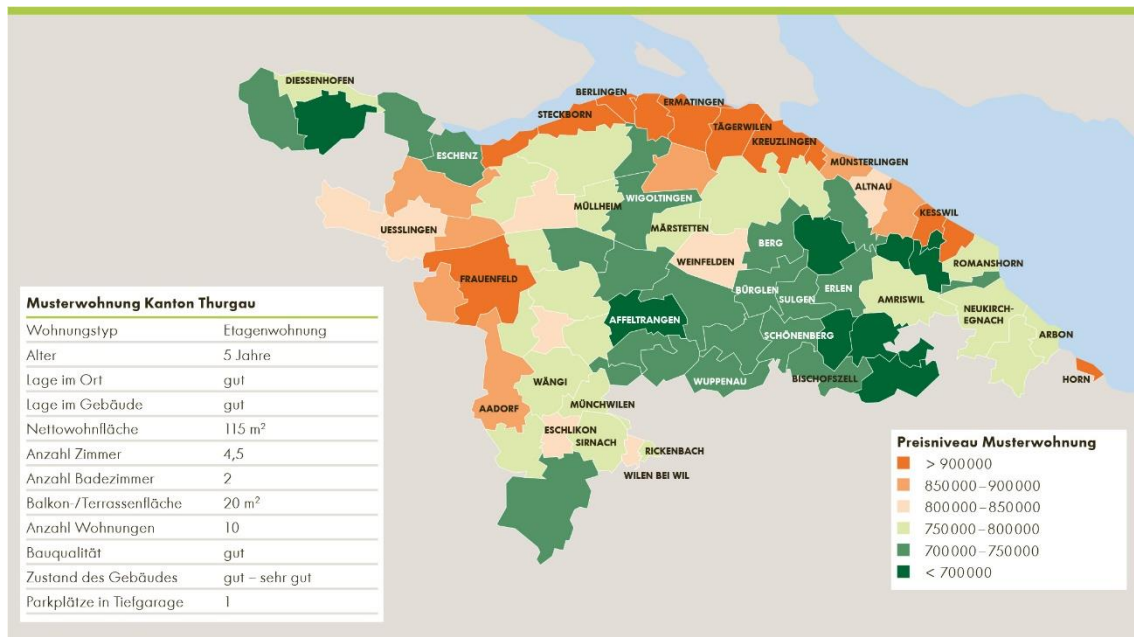 DIESSENHOFEN
BERLINGEN
ERMATINGEN
STECKBORN
TÄGERWILEN
KREUZLINGEN
ESCHENZ
MÜNSTERLINGEN
ALTNAU
WIGOLTINGEN
MÜLLHEIM
KESSWIL
UESSLINGEN
MÄRSTETTEN
BERG
ROMANSHORN
WEINFELDEN
FRAUENFELD
BÜRGLEN
ERLEN
SULGEN
AMRISWIL
NEUKIRCH-
EGNACH
AFFELTRANGEN
SCHÖNENBERG
ARBON
HORN
WUPPENAU
BISCHOFSZELL
WÄNGI
MÜNCHWILEN
AADORF
ESCHLIKON
SIRNACH
RICKENBACH
WILEN BEI WIL
Musterwohnung Kanton Thurgau
Wohnungstyp Etagenwohnung
Alter 5 Jahre
Lage im Ort gut
Lage im Gebäude gut
Nettowohnfläche 115 m²
Anzahl Zimmer 4,5
Anzahl Badezimmer 2
Balkon-/Terrassenfläche 20 m²
Anzahl Wohnungen 10
Bauqualität gut
Zustand des Gebäudes gut – sehr gut
Parkplätze in Tiefgarage 1
Preisniveau Musterwohnung
> 900 000
850 000 – 900 000
800 000 – 850 000
750 000 – 800 000
700 000 – 750 000
< 700 000